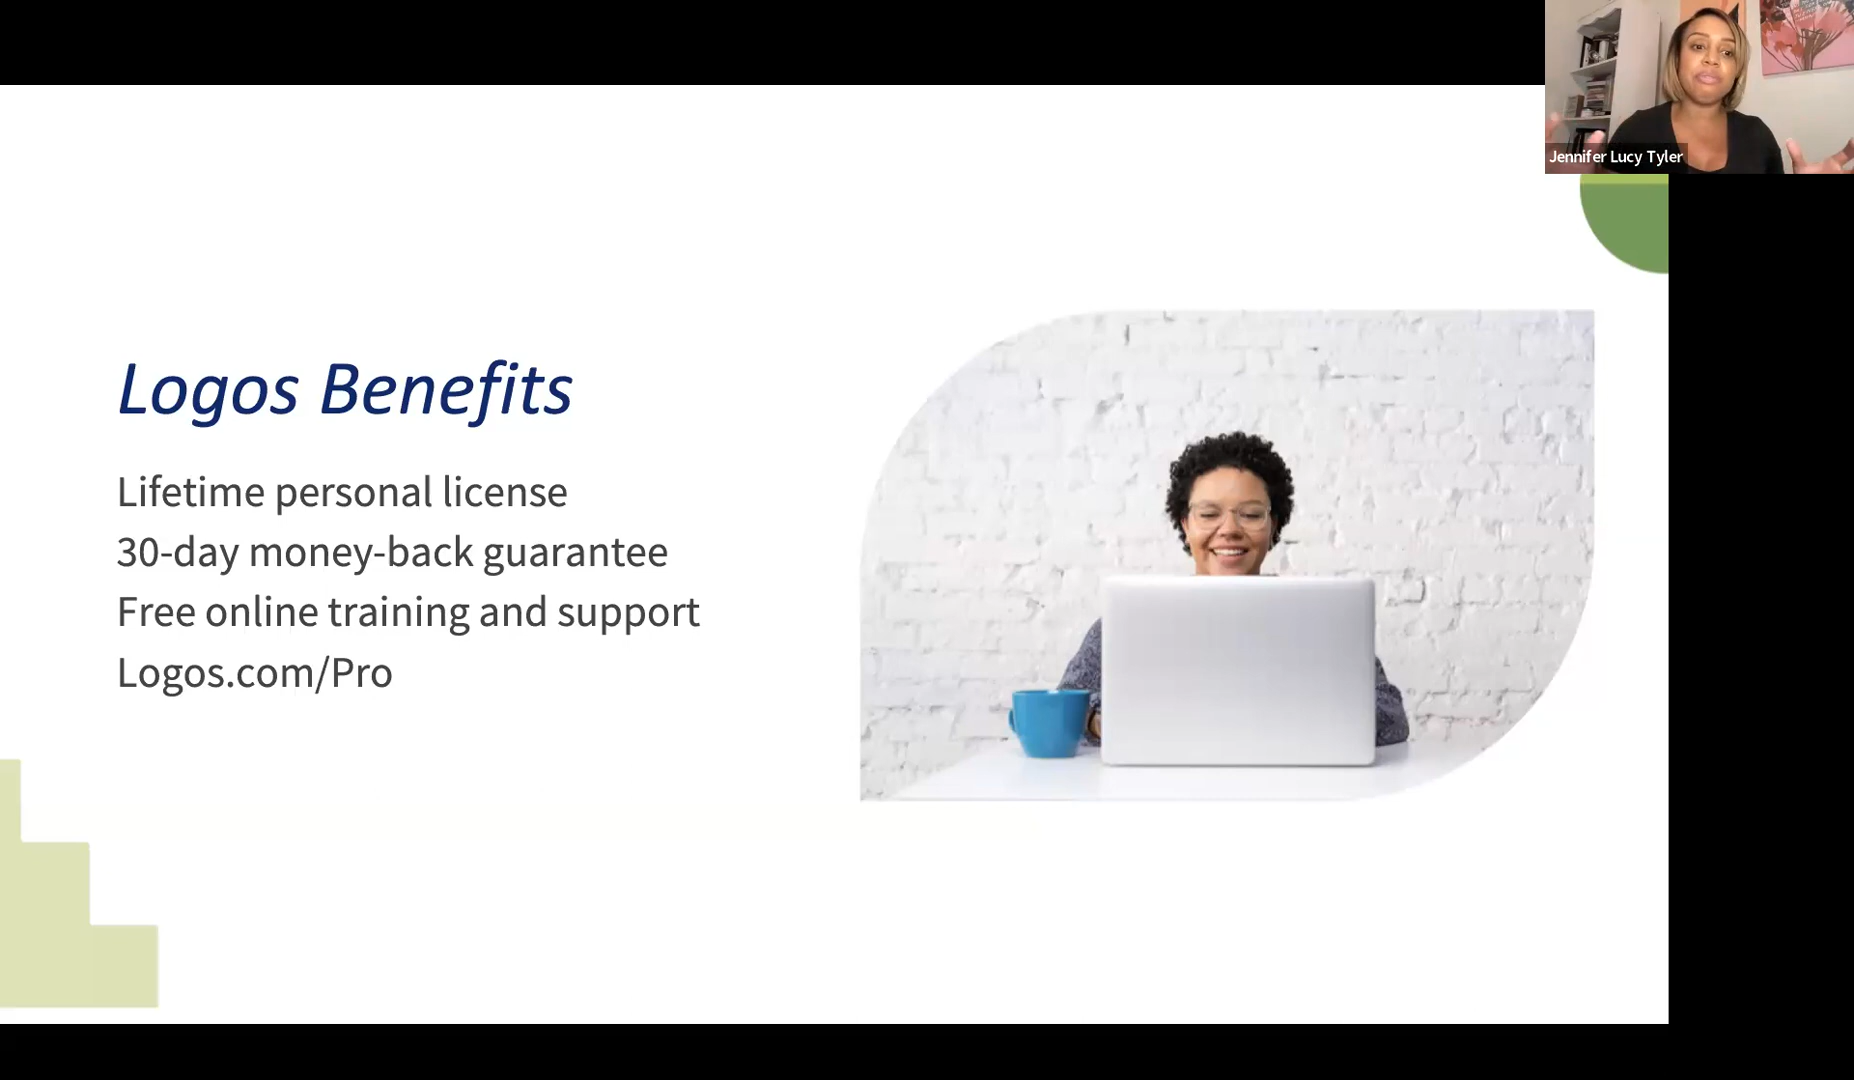 Jennifer Lucy Tyler
Logos Benefits
Lifetime personal license
30-day money-back guarantee
Free online training and support
Logos.com/Pro